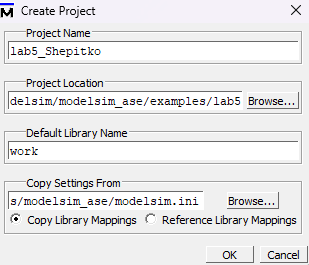 M Create Project
Project Name
lab5_Shepitko
Project Location
delsim/modelsim_ase/examples/lab5 Browse...
Default Library Name
work
Copy Settings From
s/modelsim_ase/modelsim.ini Browse...
Copy Library Mappings Reference Library Mappings
OK Cancel